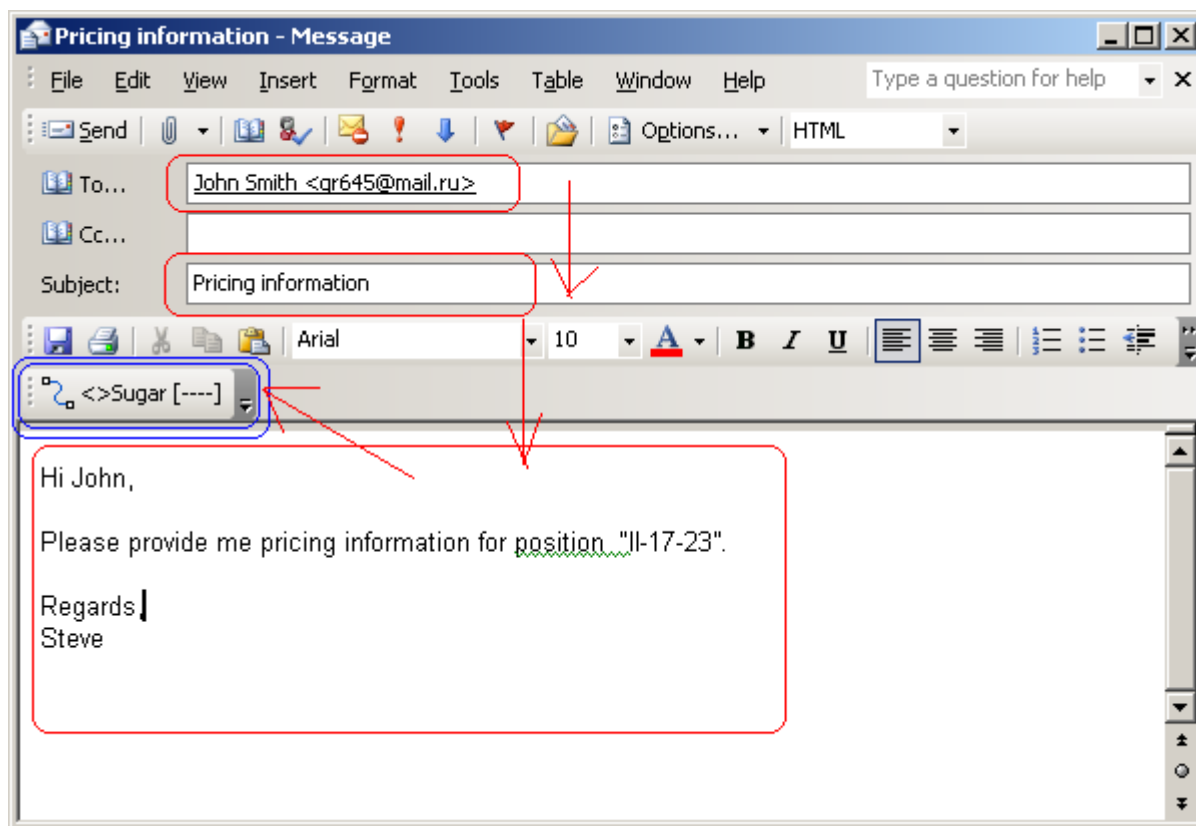 Pricing information - Message
File Edit View Insert Format Tools Table Window Help Type a question for help
Send Options... HTML
To... John Smith <gr645@mail.ru>
Cc...
Subject: Pricing information
Arial 10 A B I U
<>Sugar [----]
Hi John,
Please provide me pricing information for position "II-17-23".
Regards,
Steve